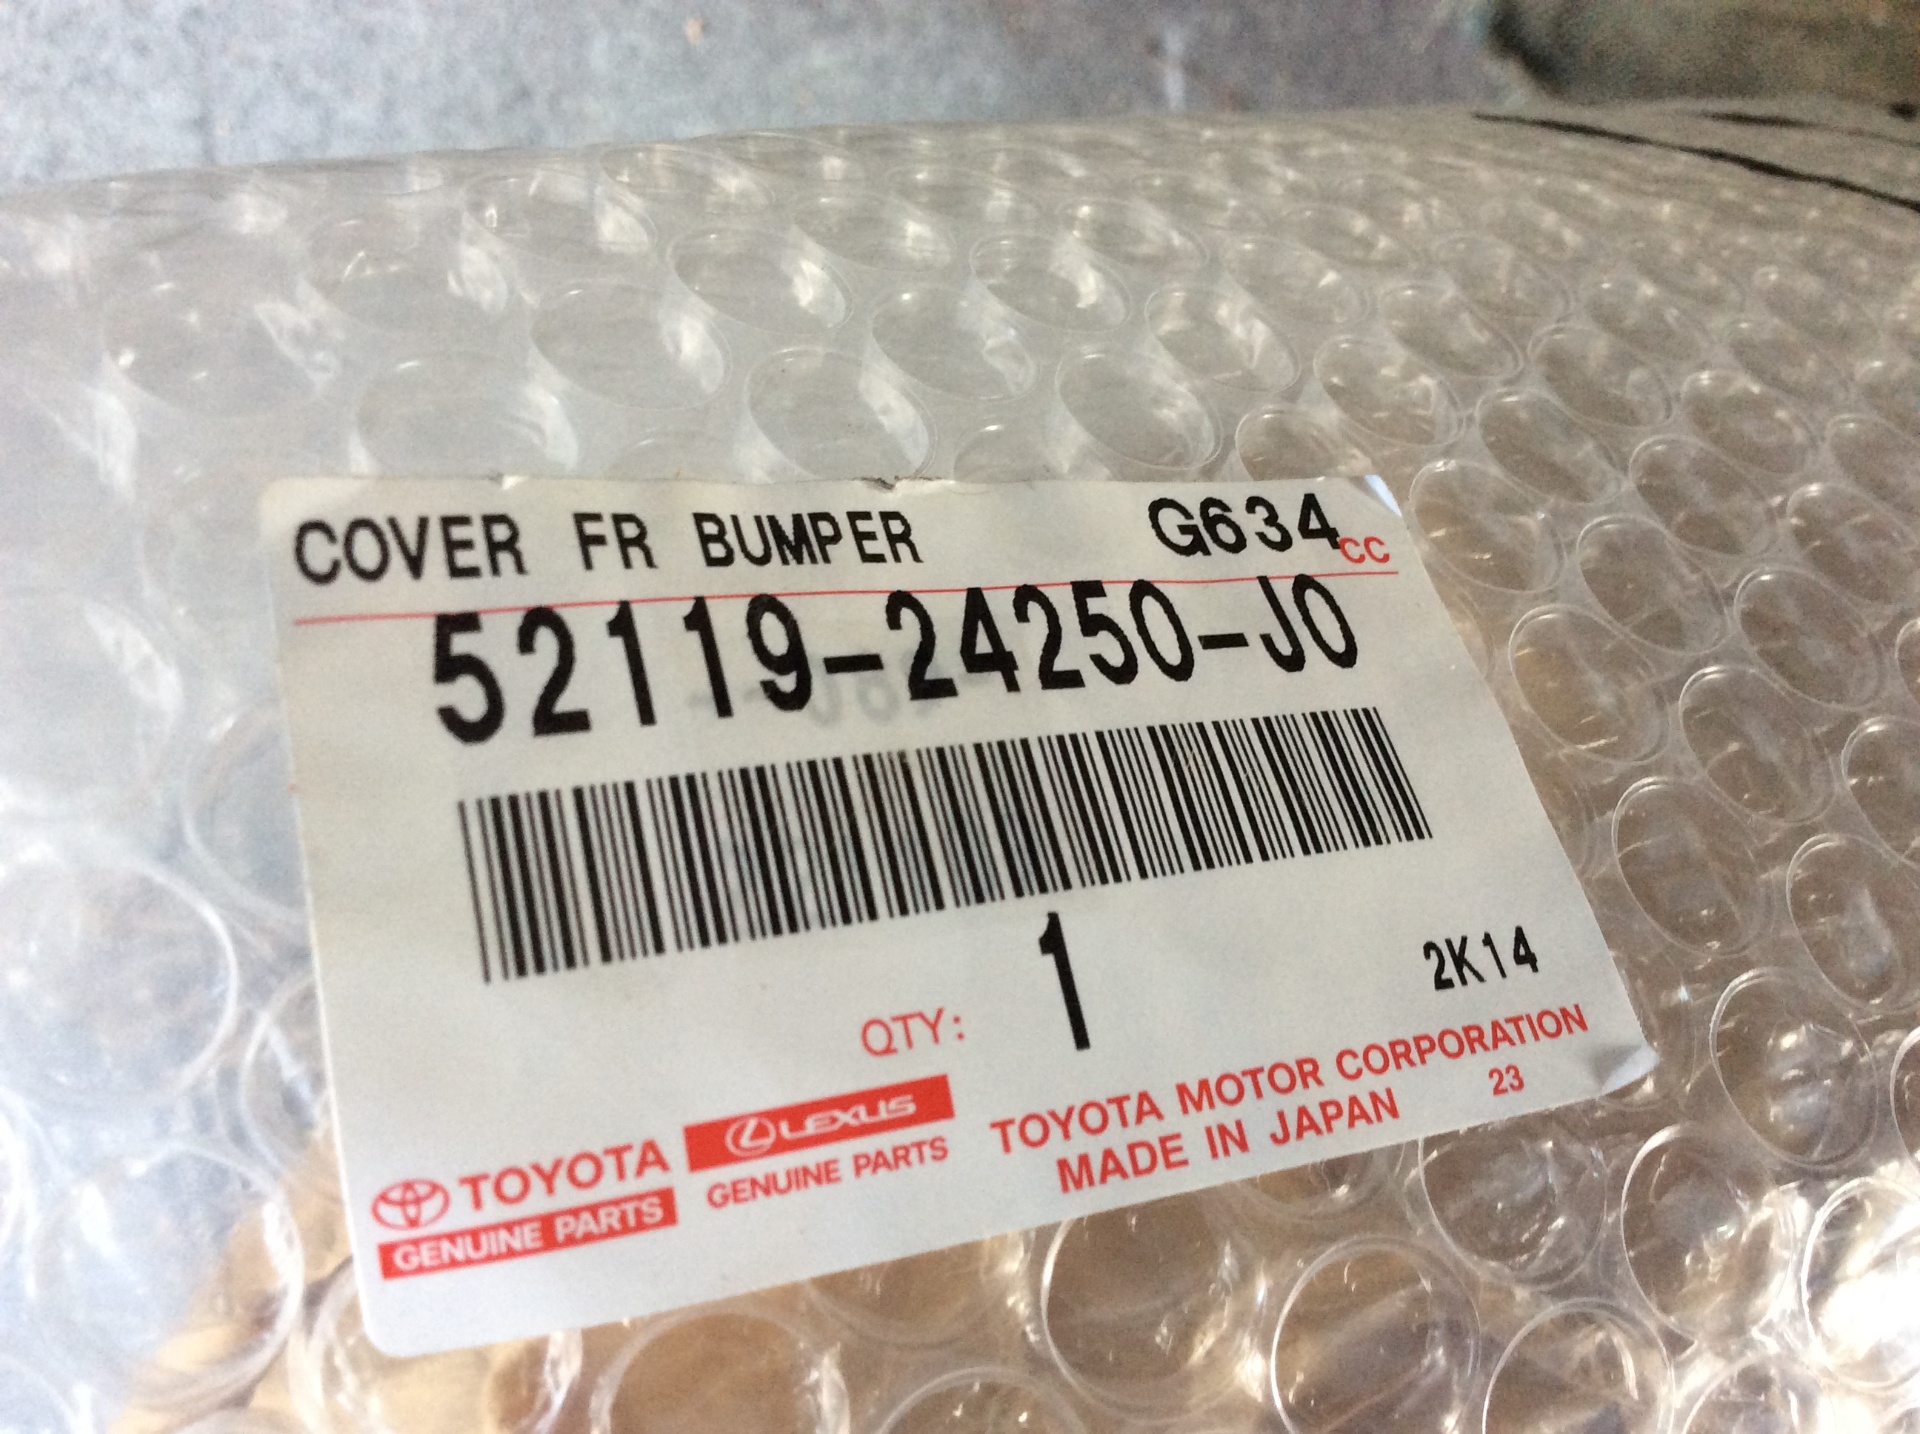 COVER FR BUMPER G634 CC
52119-24250-J0
1
2K14
QTY:
TOYOTA
GENUINE PARTS
LEXUS
GENUINE PARTS
TOYOTA MOTOR CORPORATION
MADE IN JAPAN 23